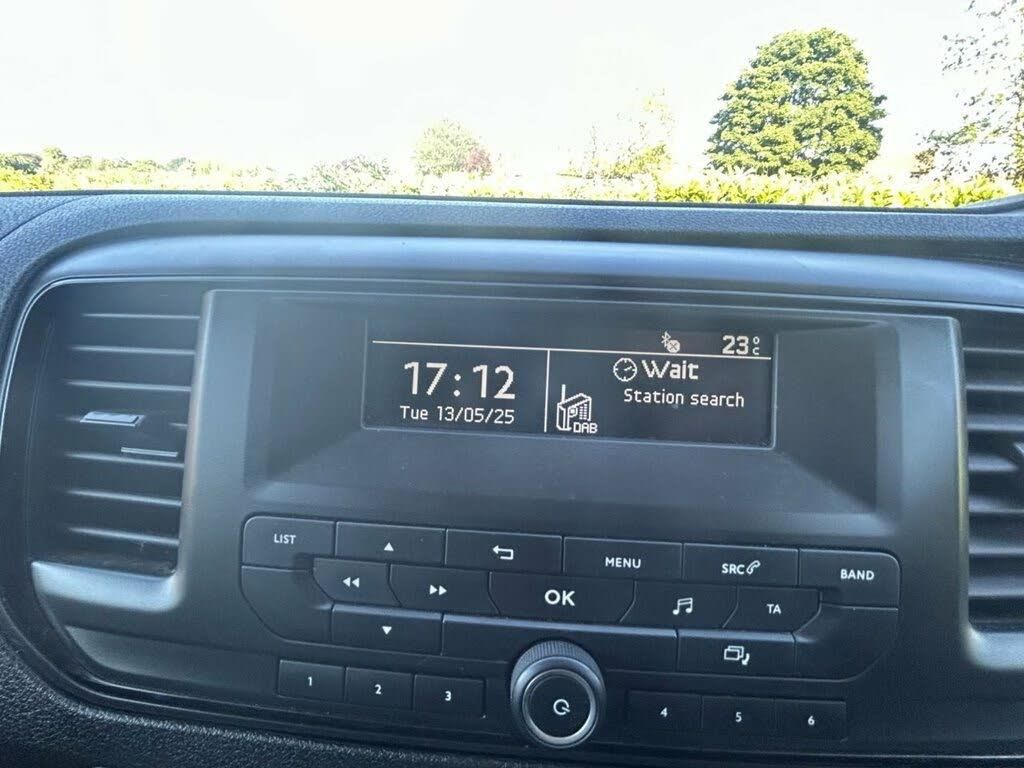 23°C
17:12
Tue 13/05/25
Wait
Station search
DAB
LIST
MENU
SRC
BAND
OK
TA
1
2
3
4
5
6